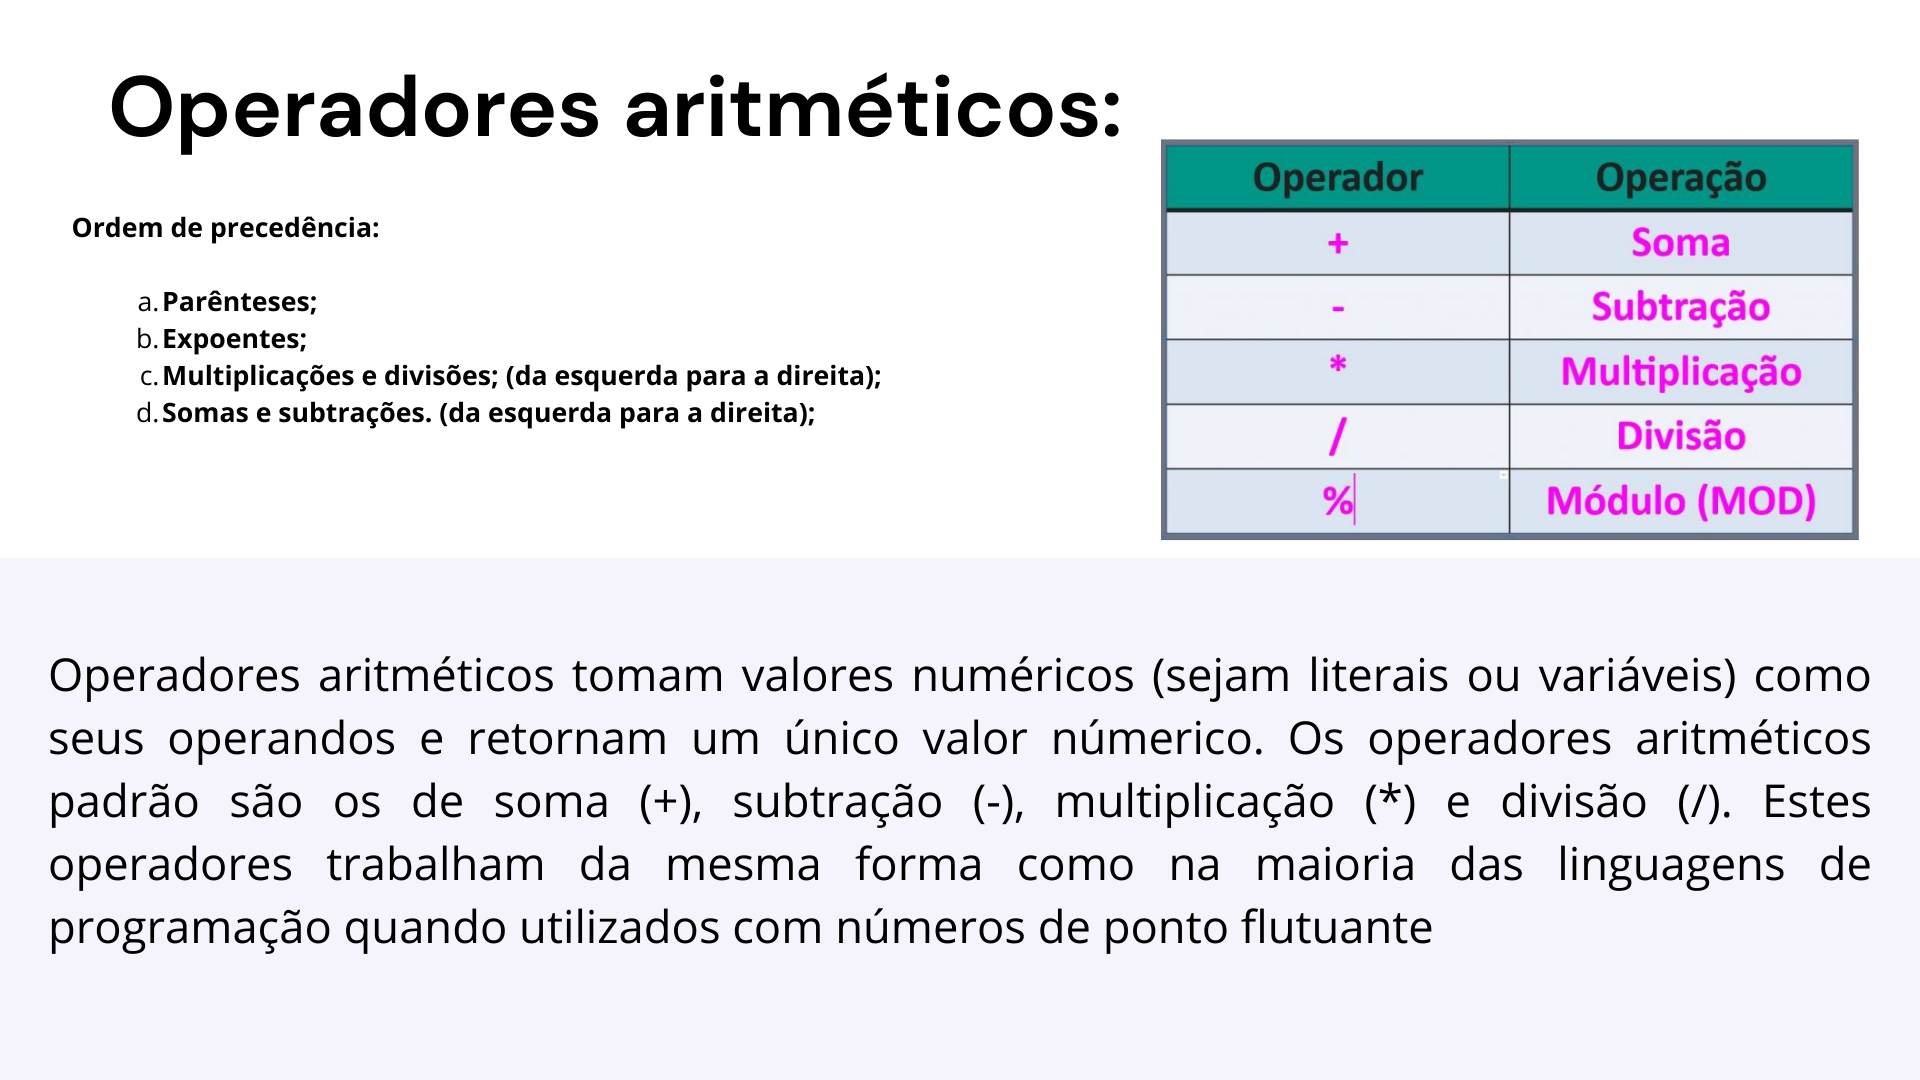 Operadores aritméticos:
Ordem de precedência:
a. Parênteses;
b. Expoentes;
c. Multiplicações e divisões; (da esquerda para a direita);
d. Somas e subtrações. (da esquerda para a direita);
Operador Operação
+ Soma
- Subtração
* Multiplicação
/ Divisão
% Módulo (MOD)
Operadores aritméticos tomam valores numéricos (sejam literais ou variáveis) como
seus operandos e retornam um único valor númerico. Os operadores aritméticos
padrão são os de soma (+), subtração (-), multiplicação (*) e divisão (/). Estes
operadores trabalham da mesma forma como na maioria das linguagens de
programação quando utilizados com números de ponto flutuante